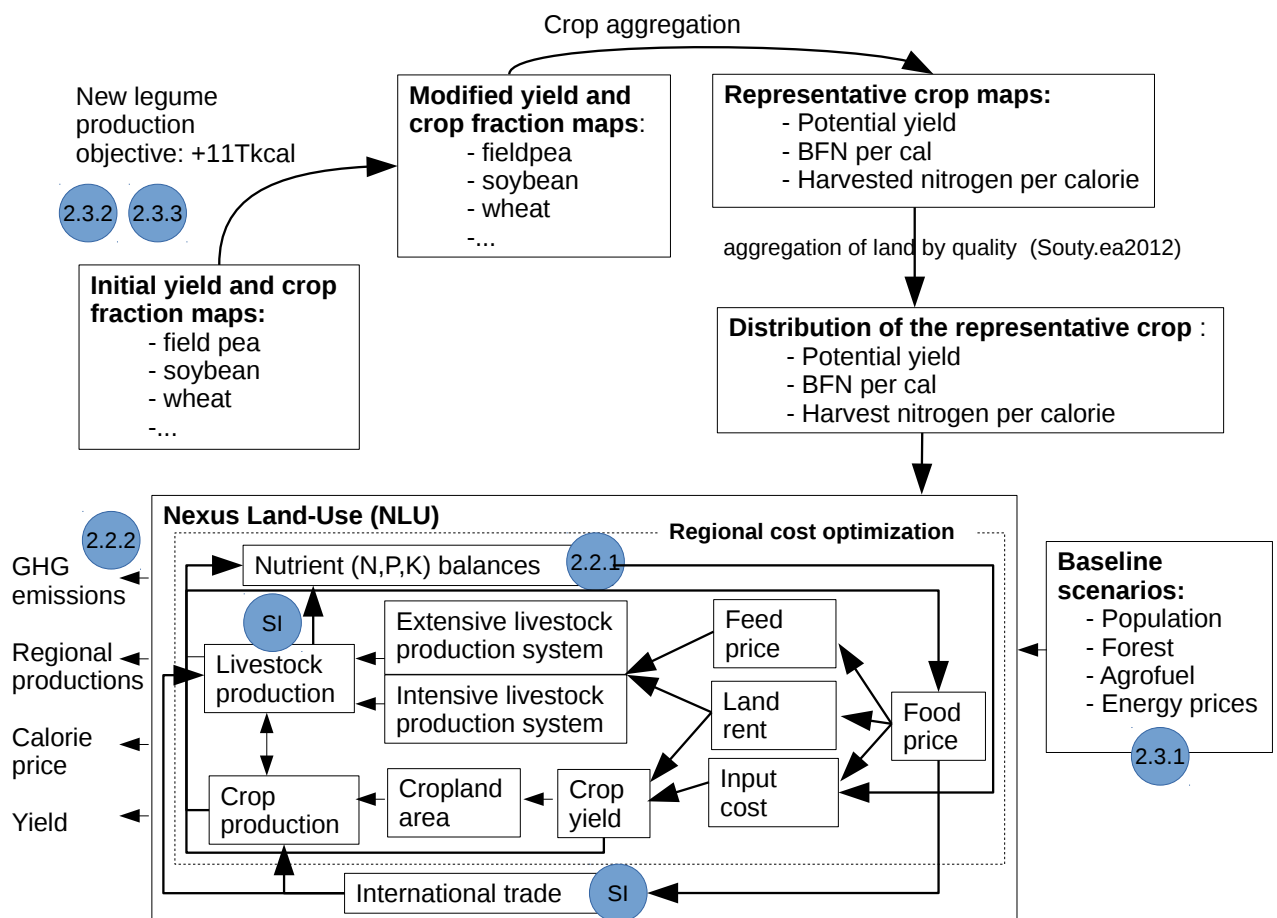 Crop aggregation
New legume
production
objective: +11Tkcal
2.3.2
2.3.3
Modified yield and
crop fraction maps:
- fieldpea
- soybean
- wheat
-...
Representative crop maps:
- Potential yield
- BFN per cal
- Harvested nitrogen per calorie
aggregation of land by quality (Souty.ea2012)
Initial yield and crop
fraction maps:
- field pea
- soybean
- wheat
-...
Distribution of the representative crop :
- Potential yield
- BFN per cal
- Harvest nitrogen per calorie
Nexus Land-Use (NLU)
Regional cost optimization
2.2.2
GHG
emissions
Regional
productions
Calorie
price
Yield
Nutrient (N,P,K) balances
2.2.1
SI
Livestock
production
Extensive livestock
production system
Intensive livestock
production system
Feed
price
Land
rent
Food
price
Crop
production
Cropland
area
Crop
yield
Input
cost
International trade
SI
Baseline
scenarios:
- Population
- Forest
- Agrofuel
- Energy prices
2.3.1